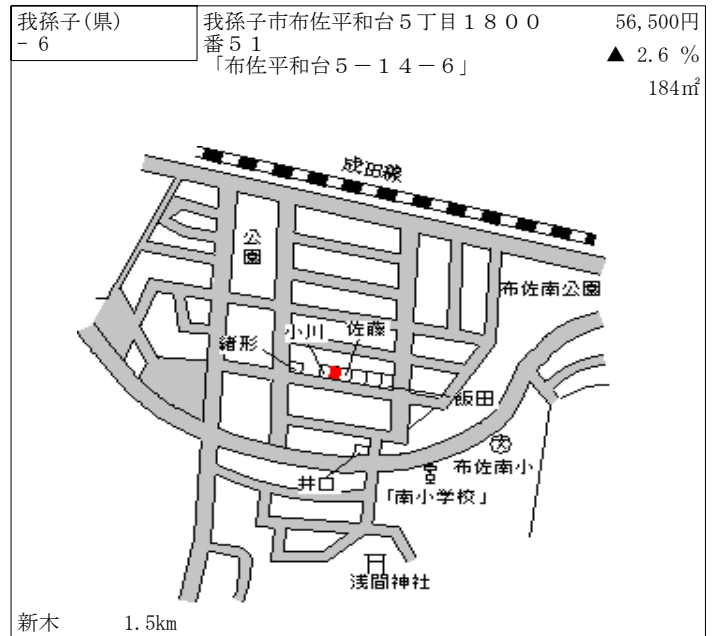 我孫子(県)
- 6
我孫子市布佐平和台５丁目１８００
番５１
「布佐平和台５－１４－６」
56,500円
▲ 2.6 %
184㎡
成田線
公園
布佐南公園
小川
佐藤
緒形
飯田
布佐南小
井口
「南小学校」
浅間神社
新木 1.5km